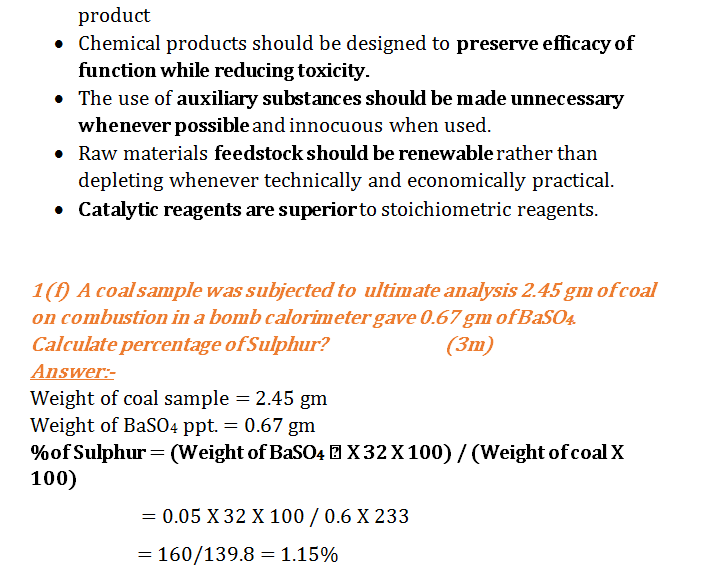 product
• Chemical products should be designed to preserve efficacy of
function while reducing toxicity.
• The use of auxiliary substances should be made unnecessary
whenever possible and innocuous when used.
• Raw materials feedstock should be renewable rather than
depleting whenever technically and economically practical.
• Catalytic reagents are superior to stoichiometric reagents.
1(f) A coal sample was subjected to ultimate analysis 2.45 gm of coal
on combustion in a bomb calorimeter gave 0.67 gm of BaSO4.
Calculate percentage of Sulphur? (3m)
Answer:-
Weight of coal sample = 2.45 gm
Weight of BaSO4 ppt. = 0.67 gm
%of Sulphur = (Weight of BaSO4 ⍰ X 32 X 100) / (Weight of coal X
100)
= 0.05 X 32 X 100 / 0.6 X 233
= 160/139.8 = 1.15%